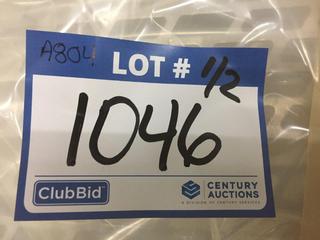 A804
LOT # 1/2
1046
ClubBid
CENTURY
AUCTIONS
A DIVISION OF CENTURY SERVICES